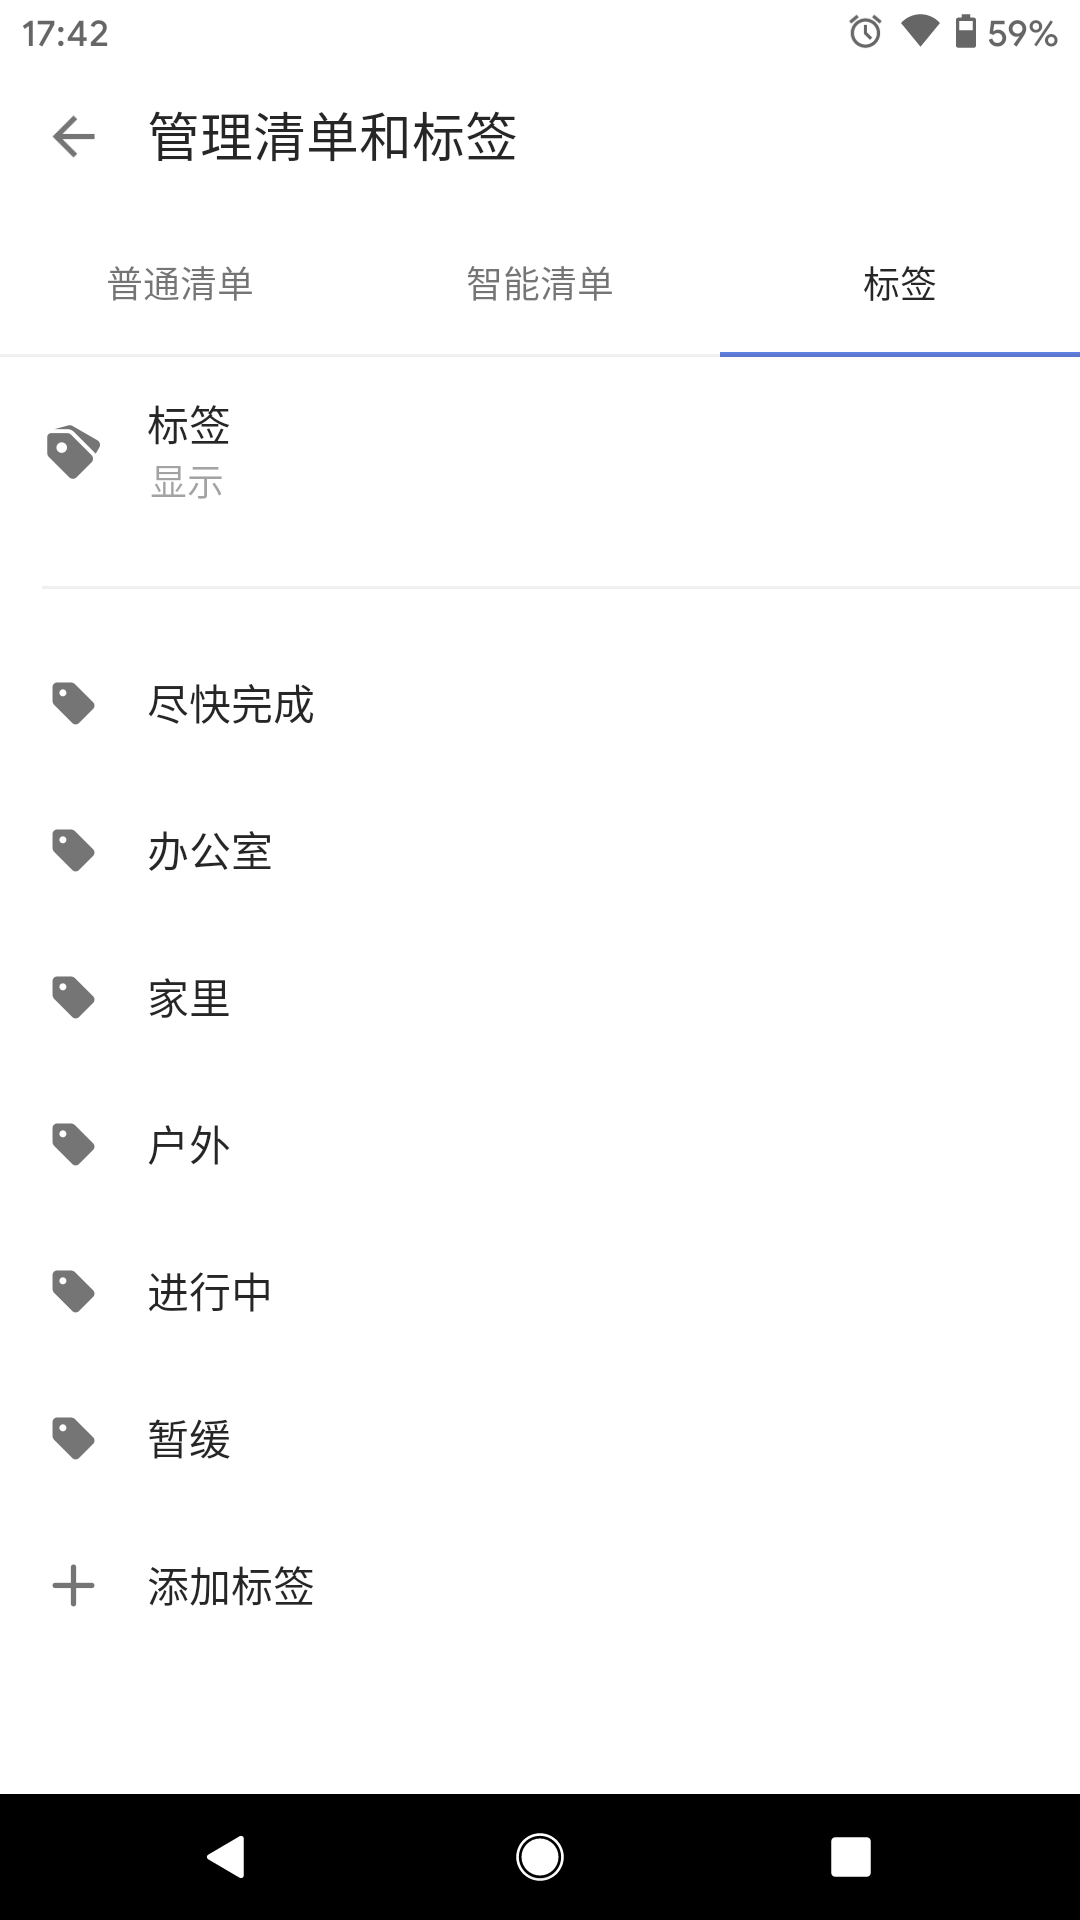 17:42
59%
管理清单和标签
普通清单
智能清单
标签
标签
显示
尽快完成
办公室
家里
户外
进行中
暂缓
添加标签